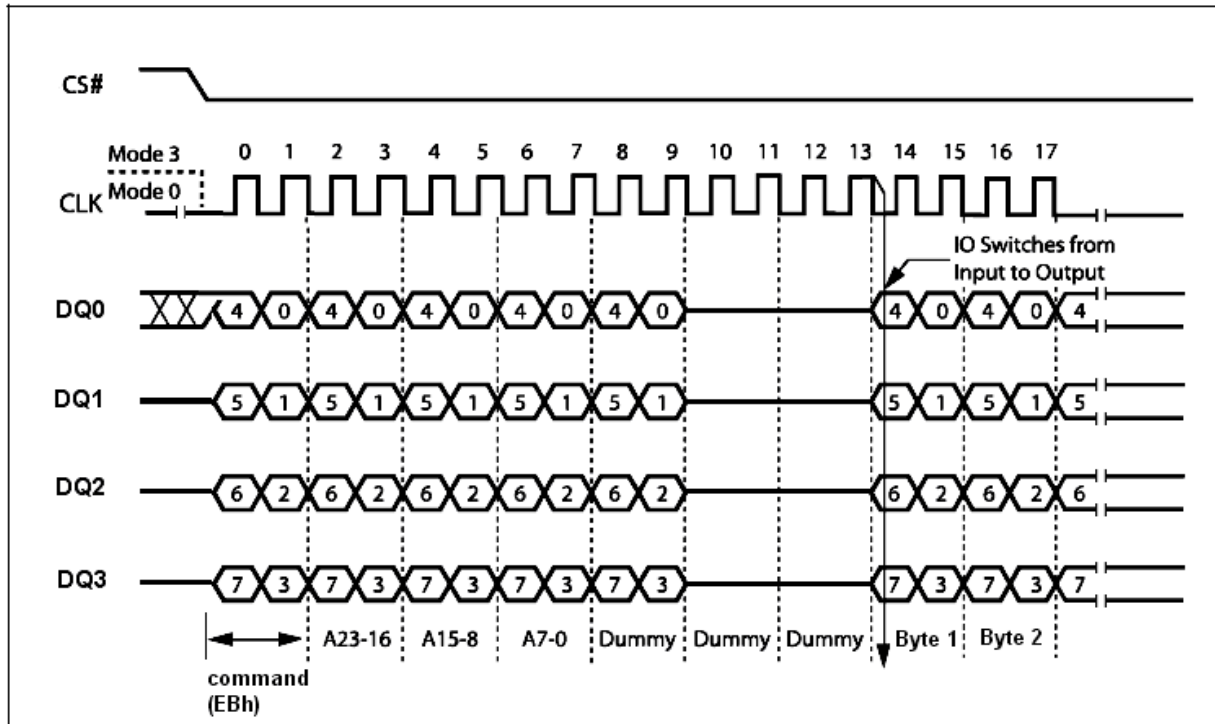 CS#
Mode 3
0 1 2 3 4 5 6 7 8 9 10 11 12 13 14 15 16 17
CLK
Mode 0
IO Switches from
Input to Output
DQ0
4 0 4 0 4 0 4 0 4 0 4 0 4 0 4
DQ1
5 1 5 1 5 1 5 1 5 1 5 1 5 1 5
DQ2
6 2 6 2 6 2 6 2 6 2 6 2 6 2 6
DQ3
7 3 7 3 7 3 7 3 7 3 7 3 7 3 7
A23-16 A15-8 A7-0 Dummy Dummy Dummy Byte 1 Byte 2
command
(EBh)